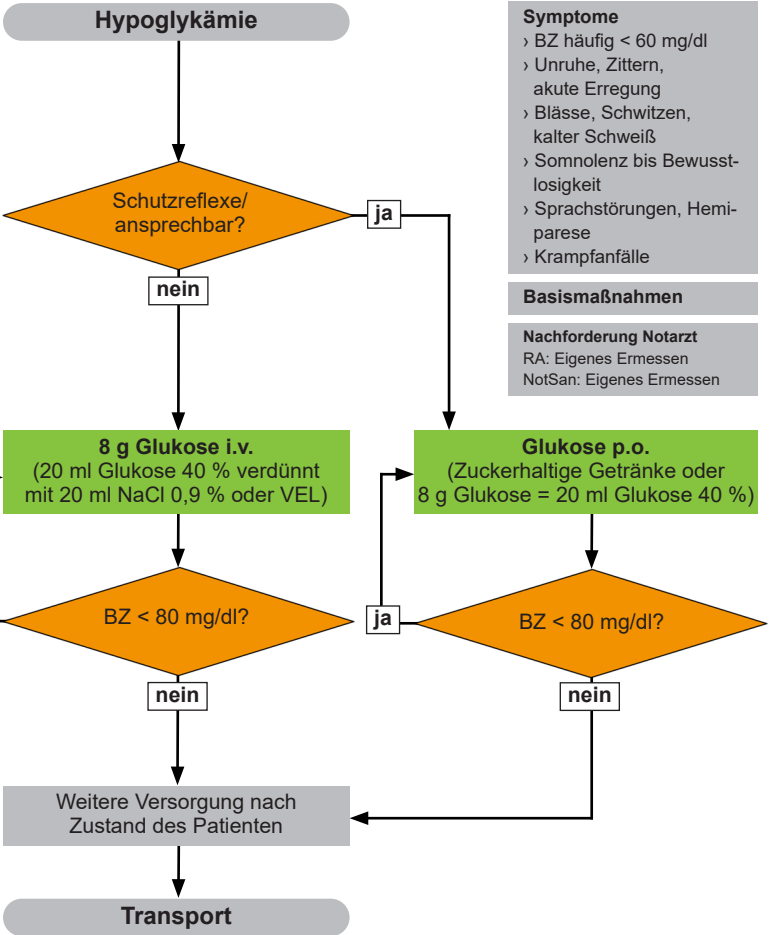 Hypoglykämie
Symptome
› BZ häufig < 60 mg/dl
› Unruhe, Zittern,
akute Erregung
› Blässe, Schwitzen,
kalter Schweiß
› Somnolenz bis Bewusst-
losigkeit
› Sprachstörungen, Hemi-
parese
› Krampfanfälle
Basismaßnahmen
Nachforderung Notarzt
RA: Eigenes Ermessen
NotSan: Eigenes Ermessen
Schutzreflexe/
ansprechbar?
ja
nein
8 g Glukose i.v.
(20 ml Glukose 40 % verdünnt
mit 20 ml NaCl 0,9 % oder VEL)
Glukose p.o.
(Zuckerhaltige Getränke oder
8 g Glukose = 20 ml Glukose 40 %)
BZ < 80 mg/dl?
ja
BZ < 80 mg/dl?
nein
nein
Weitere Versorgung nach
Zustand des Patienten
Transport